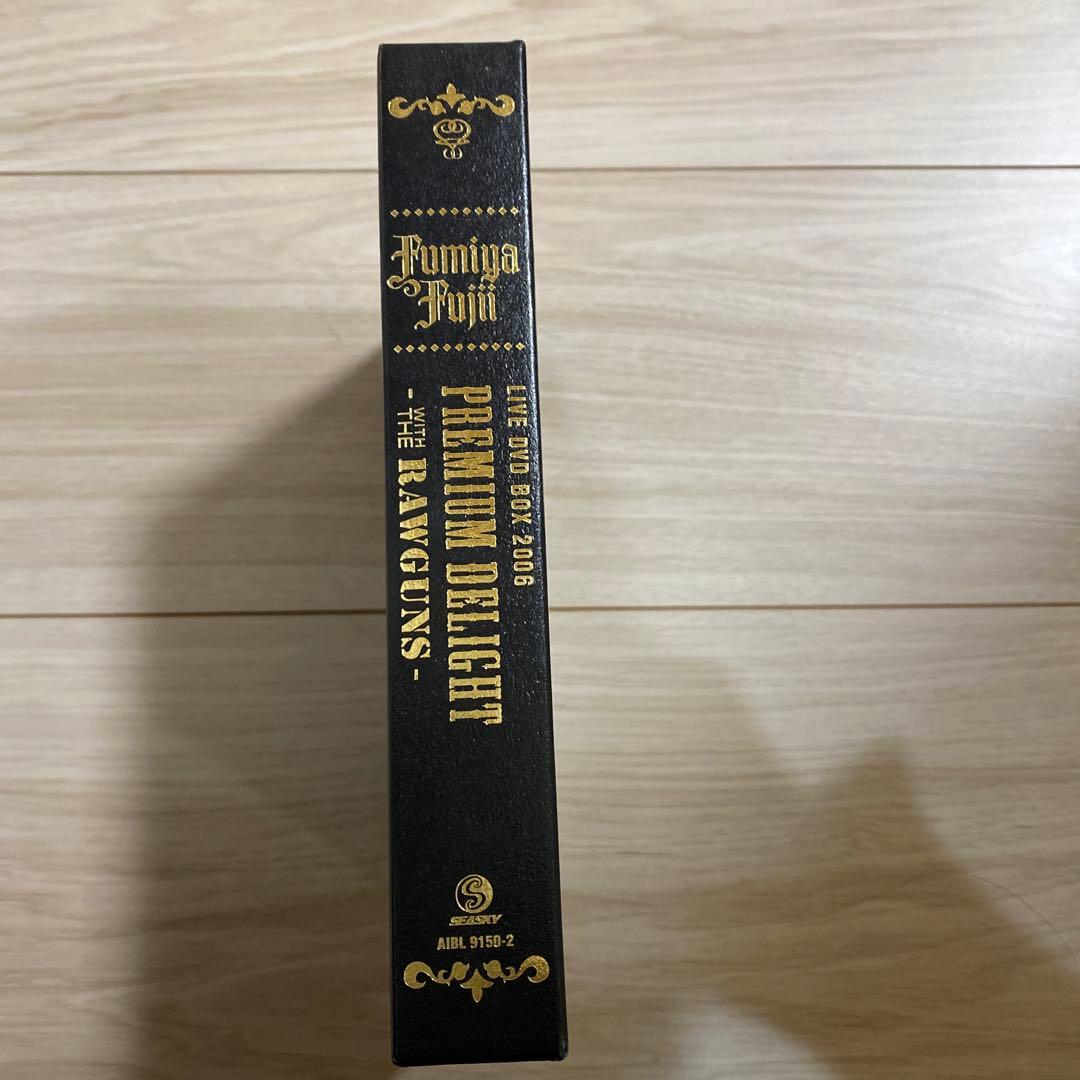 Fumiya
Fujii
LIVE DVD BOX 2006
PREMIUM DELIGHT
- WITH THE RAWGUNS -
S
SEASKY
AIBL 9150-2